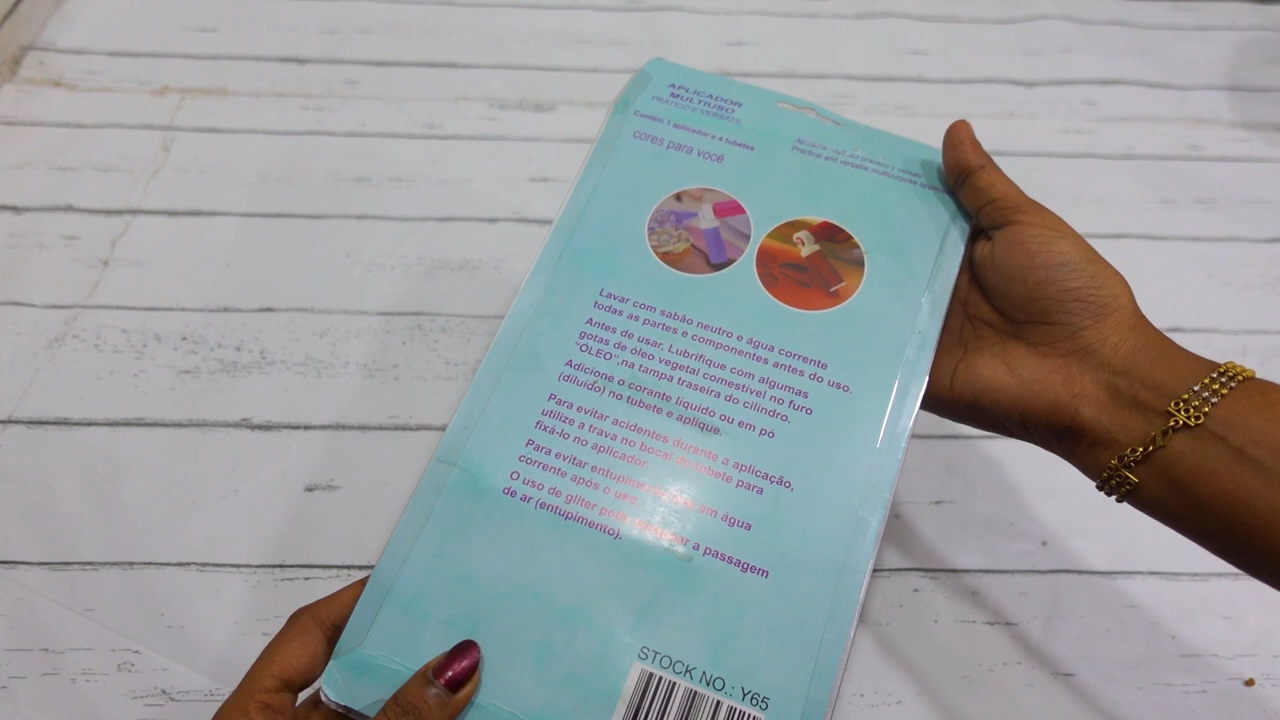 APLICADOR
MULTIUSO
PRÁTICO E VERSÁTIL
Contém 1 aplicador e 4 tubetes
cores para você
Practical and versatile multipurpose
Lavar com sabão neutro e água corrente
todas as partes e componentes antes do uso.
Antes de usar, Lubrifique com algumas
gotas de óleo vegetal comestível no furo
"ÓLEO",na tampa traseira do cilindro.
Adicione o corante líquido ou em pó
(diluído) no tubete e aplique.
Para evitar acidentes durante a aplicação,
utilize a trava no bocal do tubete para
fixá-lo no aplicador.
Para evitar entupimento em água
corrente após o uso.
O uso de gliter a passagem
de ar (entupimento).
STOCK NO.: Y65